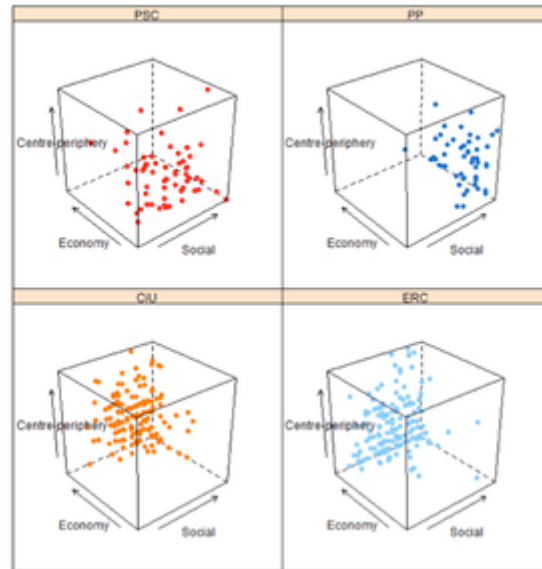 PSC
PP
Centre-periphery
Economy
Social
Centre-periphery
Economy
Social
CiU
ERC
Centre-periphery
Economy
Social
Centre-periphery
Economy
Social